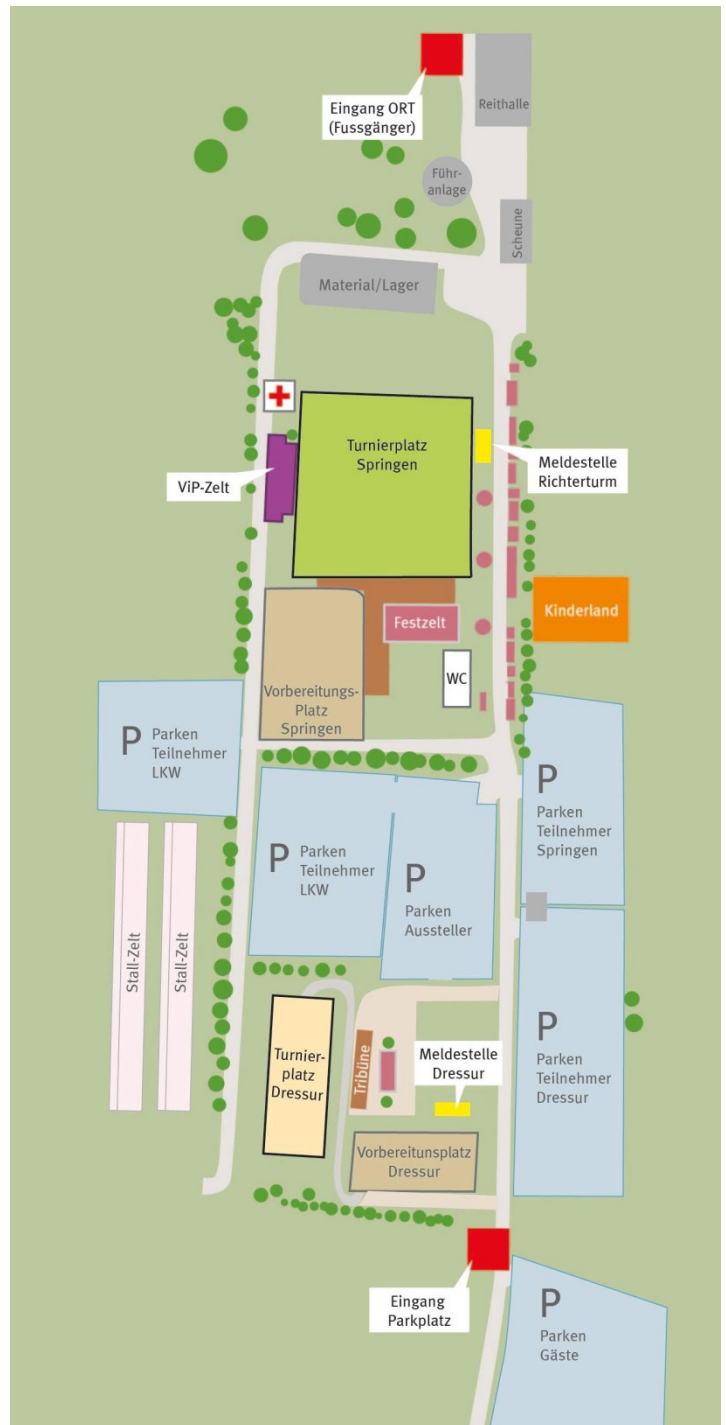 Eingang ORT
(Fussgänger)
Reithalle
Führ-
anlage
Scheune
Material/Lager
Turnierplatz
Springen
Meldestelle
Richterturm
ViP-Zelt
Kinderland
Festzelt
WC
Vorbereitungs-
Platz
Springen
P Parken
Teilnehmer
LKW
P
Parken
Teilnehmer
Springen
P Parken
Teilnehmer
LKW
P
Parken
Aussteller
Stall-Zelt
Stall-Zelt
Turnier-
platz
Dressur
Tribüne
Meldestelle
Dressur
P
Parken
Teilnehmer
Dressur
Vorbereitunsplatz
Dressur
Eingang
Parkplatz
P
Parken
Gäste